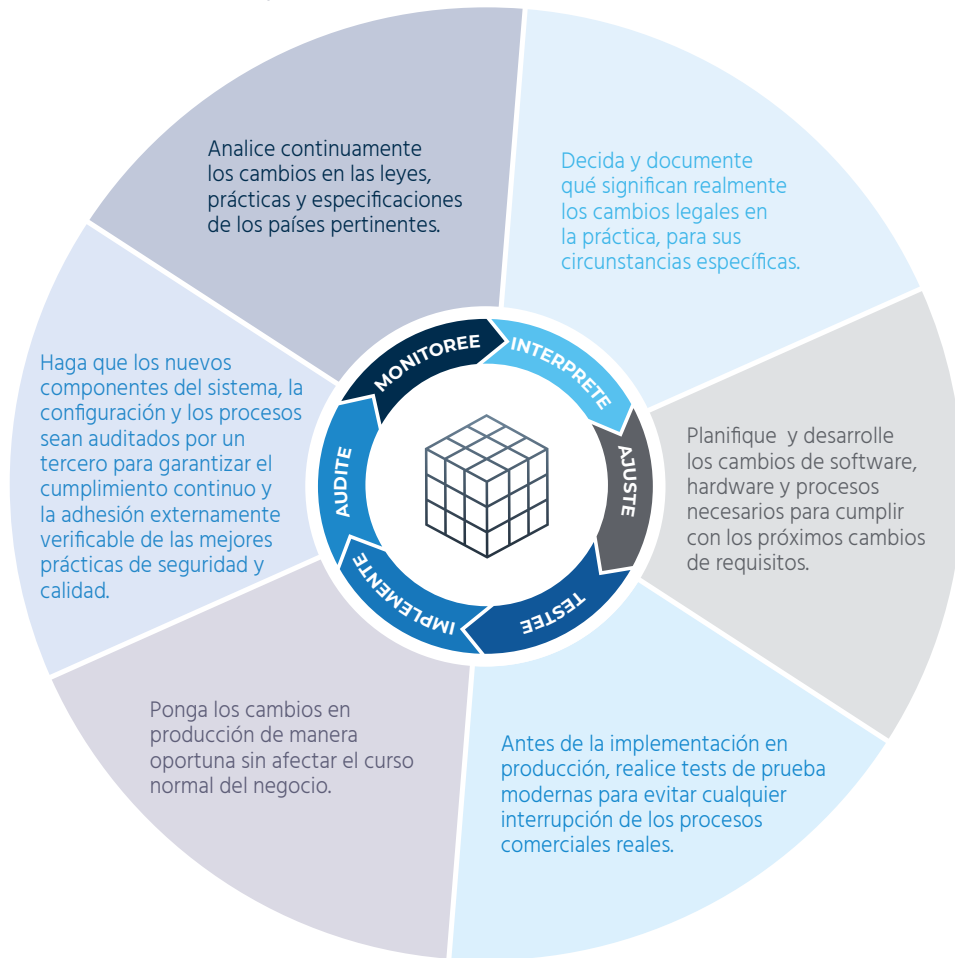 MONITOREE
Analice continuamente
los cambios en las leyes,
prácticas y especificaciones
de los países pertinentes.
INTERPRETE
Decida y documente
qué significan realmente
los cambios legales en
la práctica, para sus
circunstancias específicas.
AJUSTE
Planifique  y desarrolle
los cambios de software,
hardware y procesos
necesarios para cumplir
con los próximos cambios
de requisitos.
TESTEE
Antes de la implementación en
producción, realice tests de prueba
modernas para evitar cualquier
interrupción de los procesos
comerciales reales.
IMPLEMENTE
Ponga los cambios en
producción de manera
oportuna sin afectar el curso
normal del negocio.
AUDITE
Haga que los nuevos
componentes del sistema, la
configuración y los procesos
sean auditados por un
tercero para garantizar el
cumplimiento continuo y
la adhesión externamente
verificable de las mejores
prácticas de seguridad y
calidad.